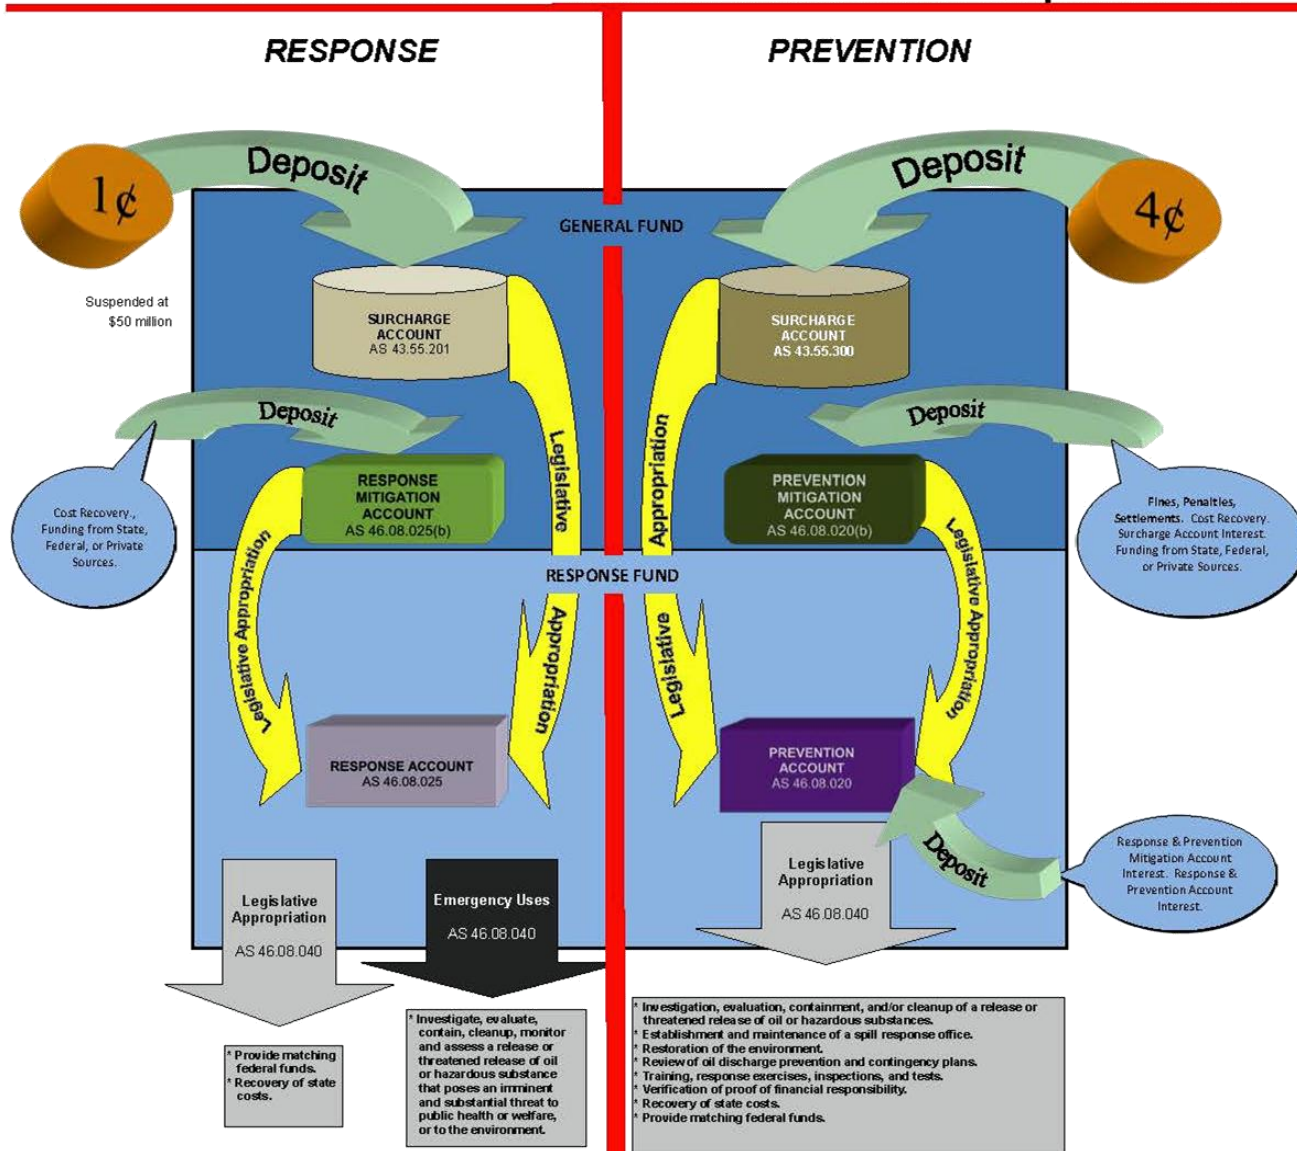 RESPONSE
PREVENTION
1¢
Deposit
Deposit
4¢
GENERAL FUND
Suspended at
$50 million
SURCHARGE
ACCOUNT
AS 43.55.201
SURCHARGE
ACCOUNT
AS 43.55.300
Deposit
Deposit
Legislative
Appropriation
Appropriation
Legislative
RESPONSE
MITIGATION
ACCOUNT
AS 46.08.025(b)
PREVENTION
MITIGATION
ACCOUNT
AS 46.08.020(b)
Cost Recovery.,
Funding from State,
Federal, or Private
Sources.
Fines, Penalties,
Settlements. Cost Recovery.
Surcharge Account Interest.
Funding from State, Federal,
or Private Sources.
Legislative Appropriation
Legislative Appropriation
RESPONSE FUND
RESPONSE ACCOUNT
AS 46.08.025
PREVENTION
ACCOUNT
AS 46.08.020
Deposit
Response & Prevention
Mitigation Account
Interest. Response &
Prevention Account
Interest.
Legislative
Appropriation
AS 46.08.040
Emergency Uses
AS 46.08.040
Legislative
Appropriation
AS 46.08.040
* Provide matching
federal funds.
* Recovery of state
costs.
* Investigate, evaluate,
contain, cleanup, monitor
and assess a release or
threatened release of oil
or hazardous substance
that poses an imminent
and substantial threat to
public health or welfare,
or to the environment.
* Investigation, evaluation, containment, and/or cleanup of a release or
threatened release of oil or hazardous substances.
* Establishment and maintenance of a spill response office.
* Restoration of the environment.
* Review of oil discharge prevention and contingency plans.
* Training, response exercises, inspections, and tests.
* Verification of proof of financial responsibility.
* Recovery of state costs.
* Provide matching federal funds.